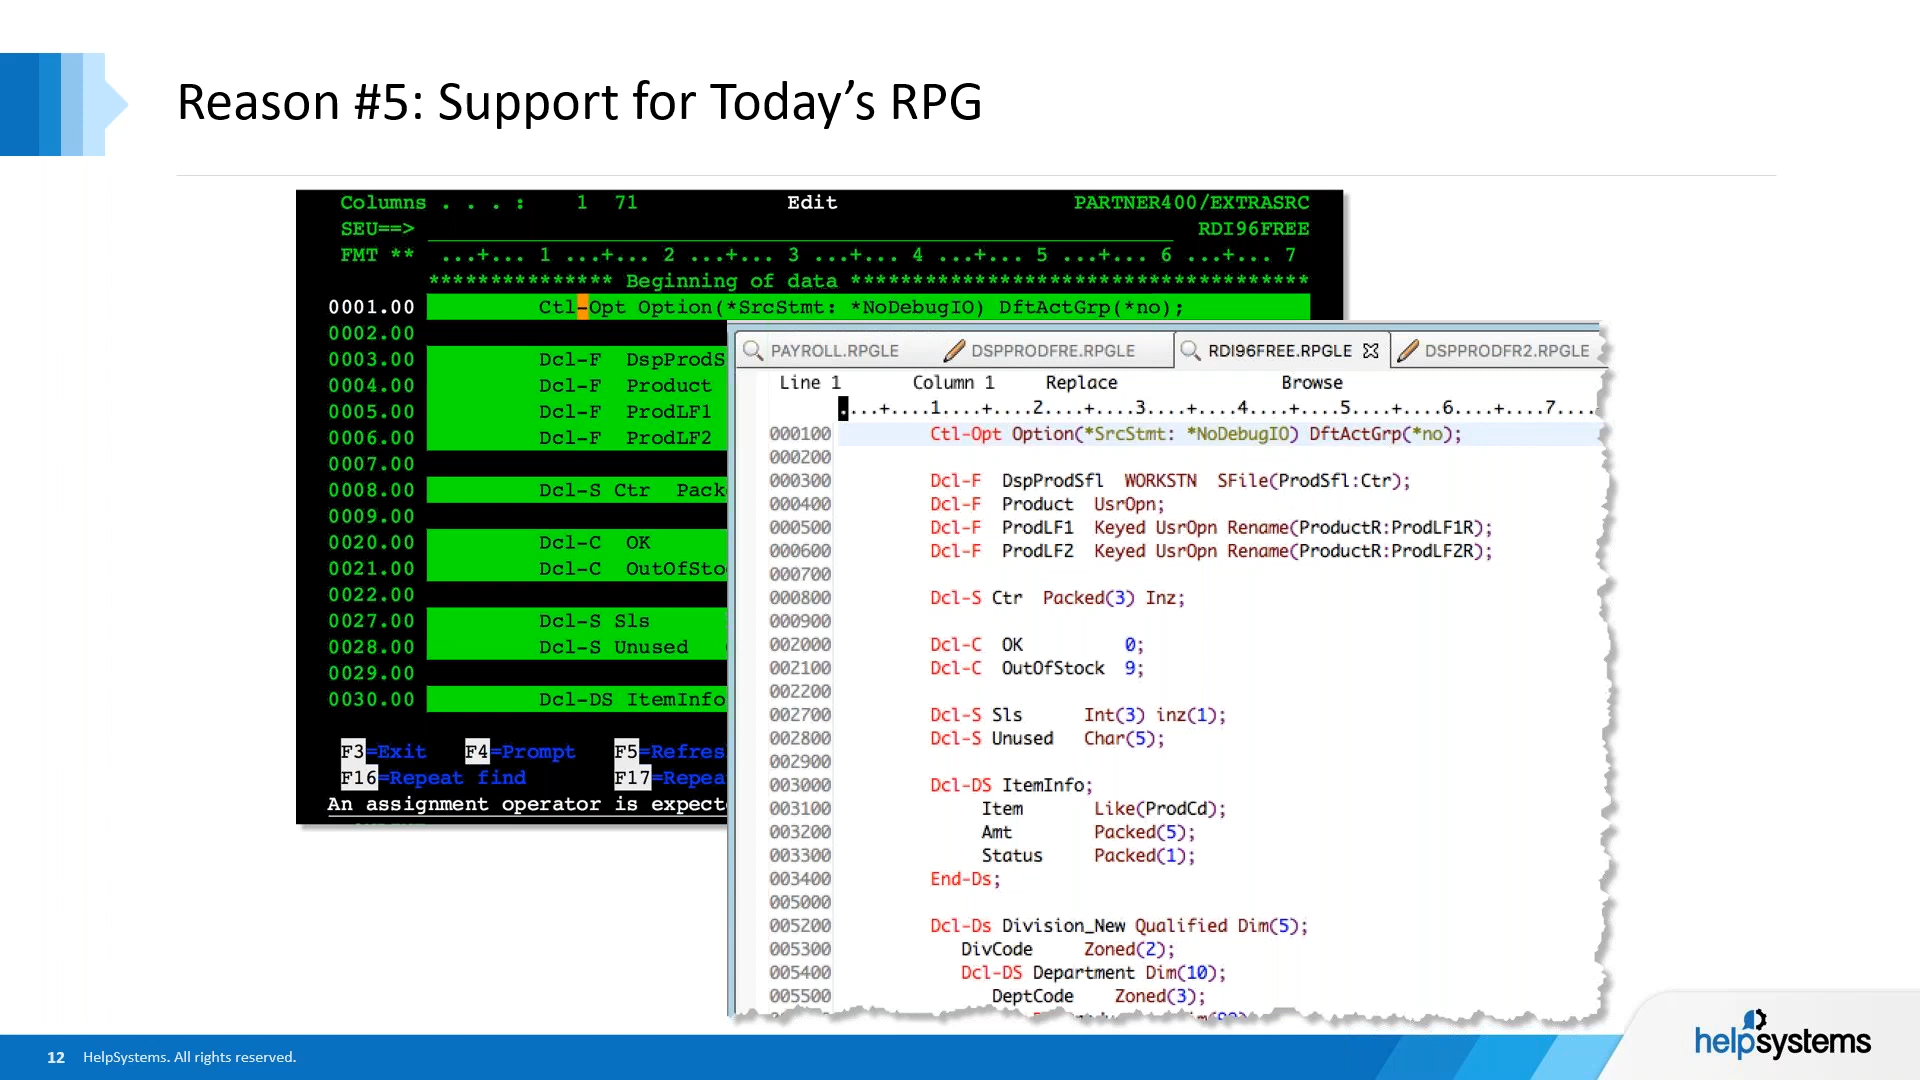 Reason #5: Support for Today's RPG
Columns . . . :    1  71            Edit                   PARTNER400/EXTRASRC
SEU==>                                                               RDI96FREE
FMT **  ...+... 1 ...+... 2 ...+... 3 ...+... 4 ...+... 5 ...+... 6 ...+... 7
*************** Beginning of data *************************************
0001.00          Ctl-Opt Option(*SrcStmt: *NoDebugIO) DftActGrp(*no);
0002.00
0003.00          Dcl-F  DspProdS
0004.00          Dcl-F  Product
0005.00          Dcl-F  ProdLF1
0006.00          Dcl-F  ProdLF2
0007.00
0008.00          Dcl-S Ctr  Pack
0009.00
0020.00          Dcl-C  OK
0021.00          Dcl-C  OutOfSto
0022.00
0027.00          Dcl-S Sls
0028.00          Dcl-S Unused
0029.00
0030.00          Dcl-DS ItemInfo
F3=Exit   F4=Prompt   F5=Refres
F16=Repeat find       F17=Repea
An assignment operator is expect
PAYROLL.RPGLE  DSPPRODFRE.RPGLE  RDI96FREE.RPGLE  DSPPRODFR2.RPGLE
Line 1       Column 1     Replace                Browse
....+....1....+....2....+....3....+....4....+....5....+....6....+....7....
000100         Ctl-Opt Option(*SrcStmt: *NoDebugIO) DftActGrp(*no);
000200
000300         Dcl-F  DspProdSfl  WORKSTN  SFile(ProdSfl:Ctr);
000400         Dcl-F  Product  UsrOpn;
000500         Dcl-F  ProdLF1  Keyed UsrOpn Rename(ProductR:ProdLF1R);
000600         Dcl-F  ProdLF2  Keyed UsrOpn Rename(ProductR:ProdLF2R);
000700
000800         Dcl-S Ctr  Packed(3) Inz;
000900
002000         Dcl-C  OK          0;
002100         Dcl-C  OutOfStock  9;
002200
002700         Dcl-S Sls      Int(3) inz(1);
002800         Dcl-S Unused   Char(5);
002900
003000         Dcl-DS ItemInfo;
003100              Item       Like(ProdCd);
003200              Amt        Packed(5);
003300              Status     Packed(1);
003400         End-Ds;
005000
005200         Dcl-Ds Division_New Qualified Dim(5);
005300            DivCode     Zoned(2);
005400            Dcl-DS Department Dim(10);
005500               DeptCode    Zoned(3);
12 HelpSystems. All rights reserved.
helpsystems